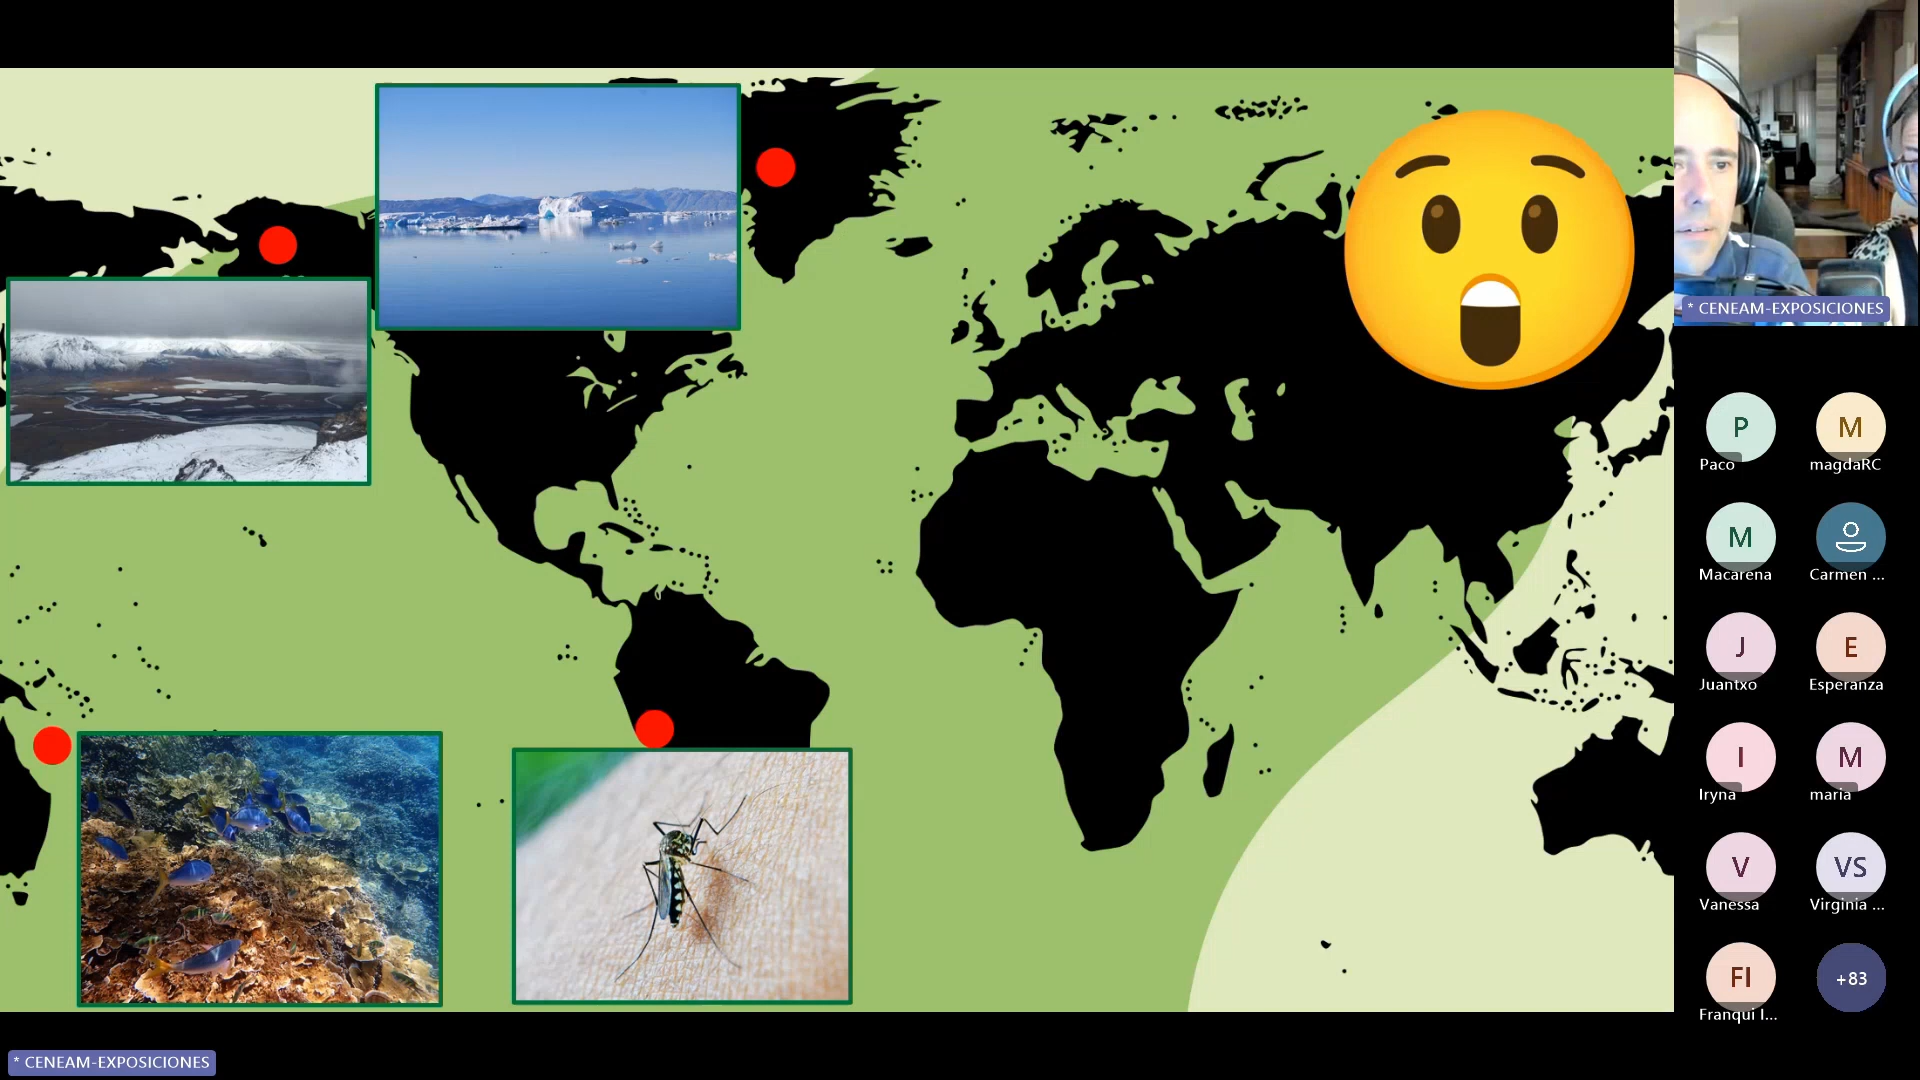 * CENEAM-EXPOSICIONES
P
Paco
M
magdaRC
M
Macarena
Carmen ...
J
Juantxo
E
Esperanza
I
Iryna
M
maria
V
Vanessa
VS
Virginia ...
FI
Franqui I...
+83
* CENEAM-EXPOSICIONES